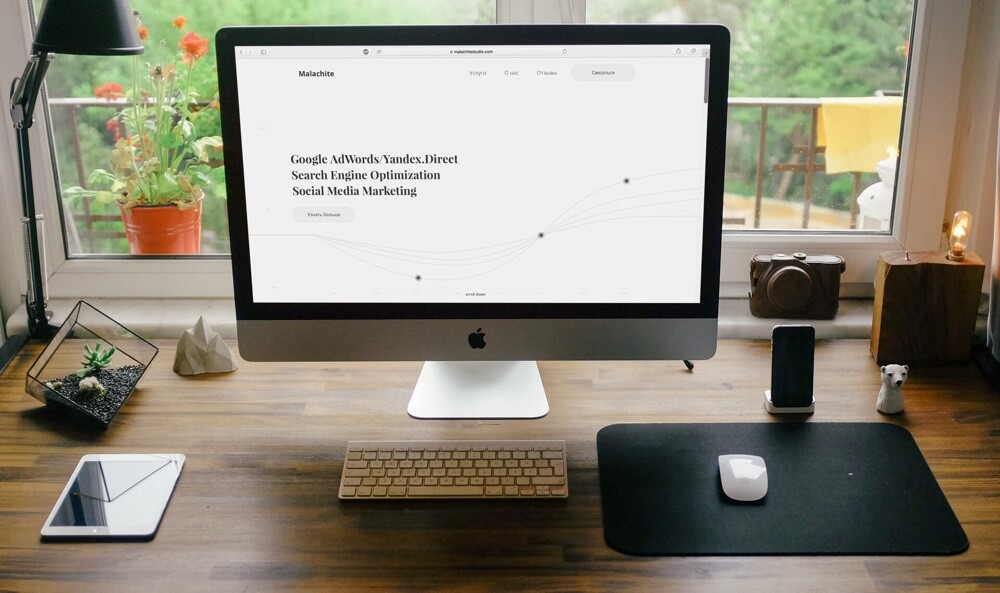 malachitestudio.com
Malachite
Услуги О нас Отзывы Связаться
Google AdWords/Yandex.Direct
Search Engine Optimization
Social Media Marketing
Узнать больше
scroll down